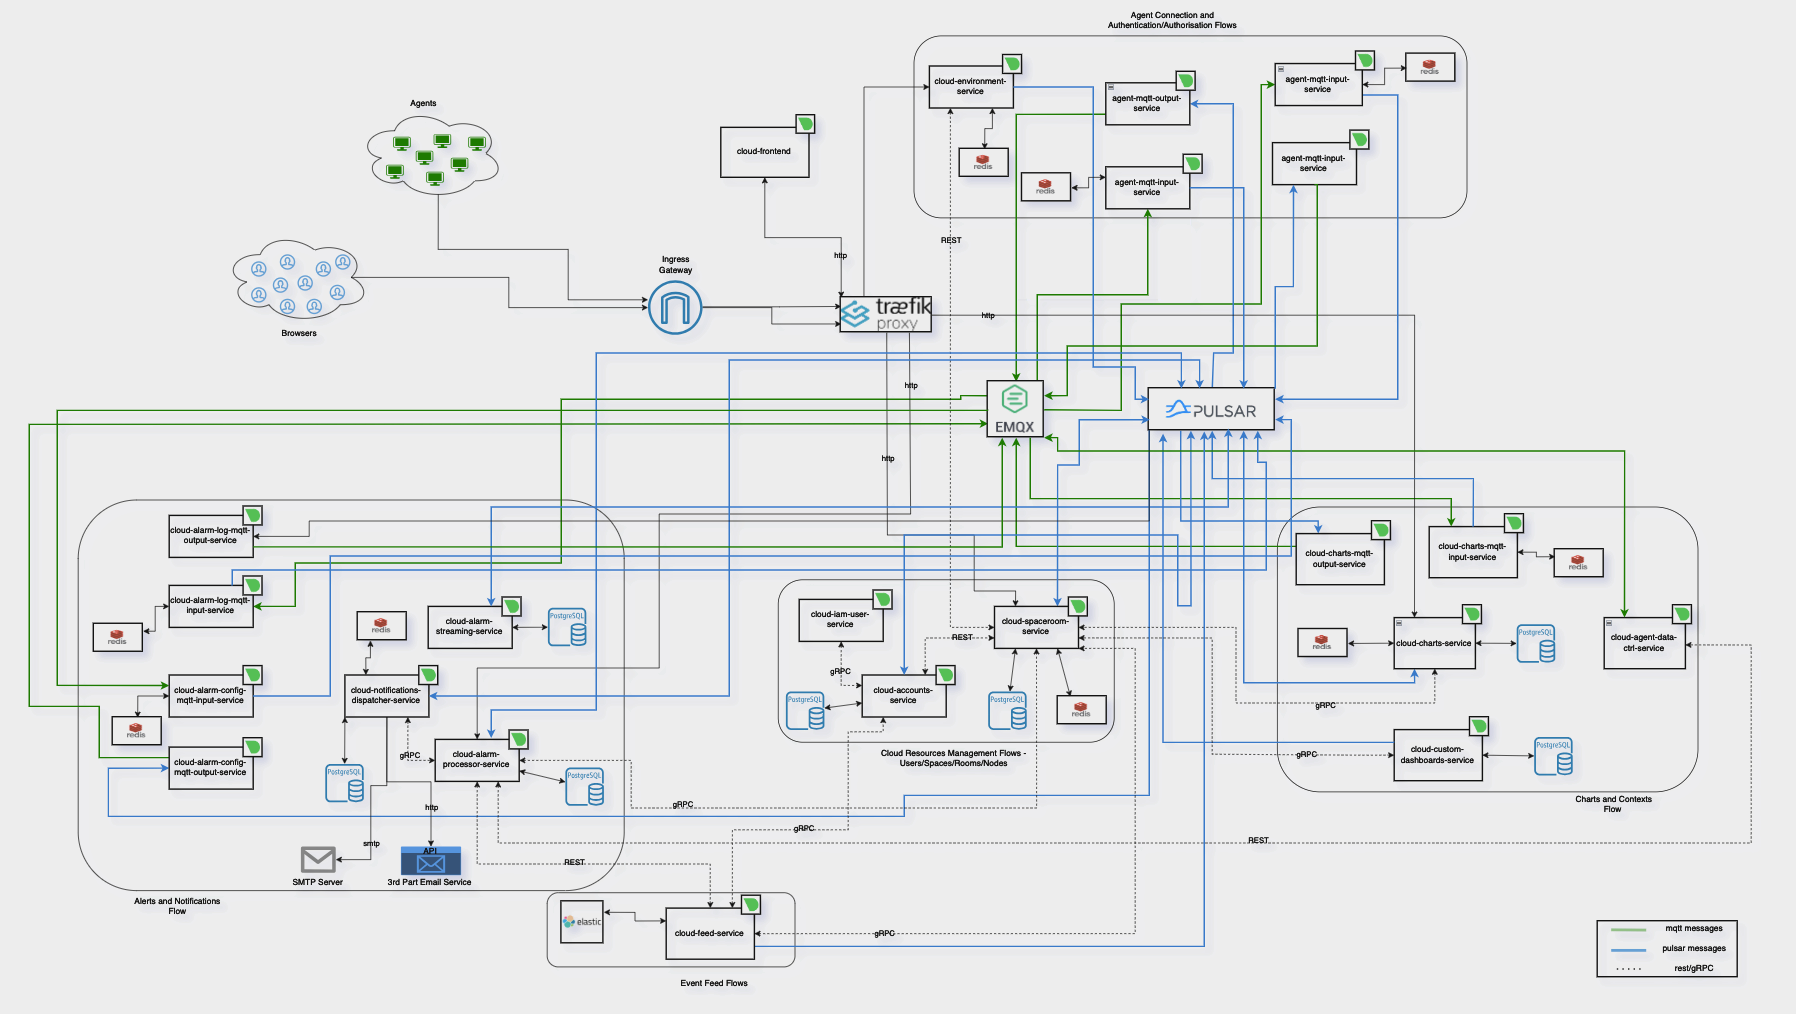 Agent Connection and
Authentication/Authorisation Flows
cloud-environment-
service
redis
agent-mqtt-output-
service
agent-mqtt-input-
service
redis
agent-mqtt-input-
service
redis
agent-mqtt-input-
service
Agents
cloud-frontend
REST
http
Browsers
Ingress
Gateway
træfik
proxy
http
http
http
EMQX
PULSAR
cloud-alarm-log-mqtt-
output-service
cloud-alarm-log-mqtt-
input-service
redis
redis
cloud-alarm-
streaming-service
PostgreSQL
cloud-alarm-config-
mqtt-input-service
redis
cloud-notifications-
dispatcher-service
cloud-alarm-config-
mqtt-output-service
gRPC
PostgreSQL
cloud-alarm-
processor-service
PostgreSQL
http
smtp
SMTP Server
API
3rd Part Email Service
Alerts and Notifications
Flow
cloud-iam-user-
service
gRPC
REST
cloud-spaceroom-
service
cloud-accounts-
service
PostgreSQL
PostgreSQL
redis
Cloud Resources Management Flows -
Users/Spaces/Rooms/Nodes
gRPC
gRPC
REST
cloud-charts-mqtt-
output-service
cloud-charts-mqtt-
input-service
redis
redis
cloud-charts-service
PostgreSQL
cloud-agent-data-
ctrl-service
gRPC
gRPC
cloud-custom-
dashboards-service
PostgreSQL
Charts and Contexts
Flow
REST
elastic
cloud-feed-service
gRPC
Event Feed Flows
mqtt messages
pulsar messages
rest/gRPC